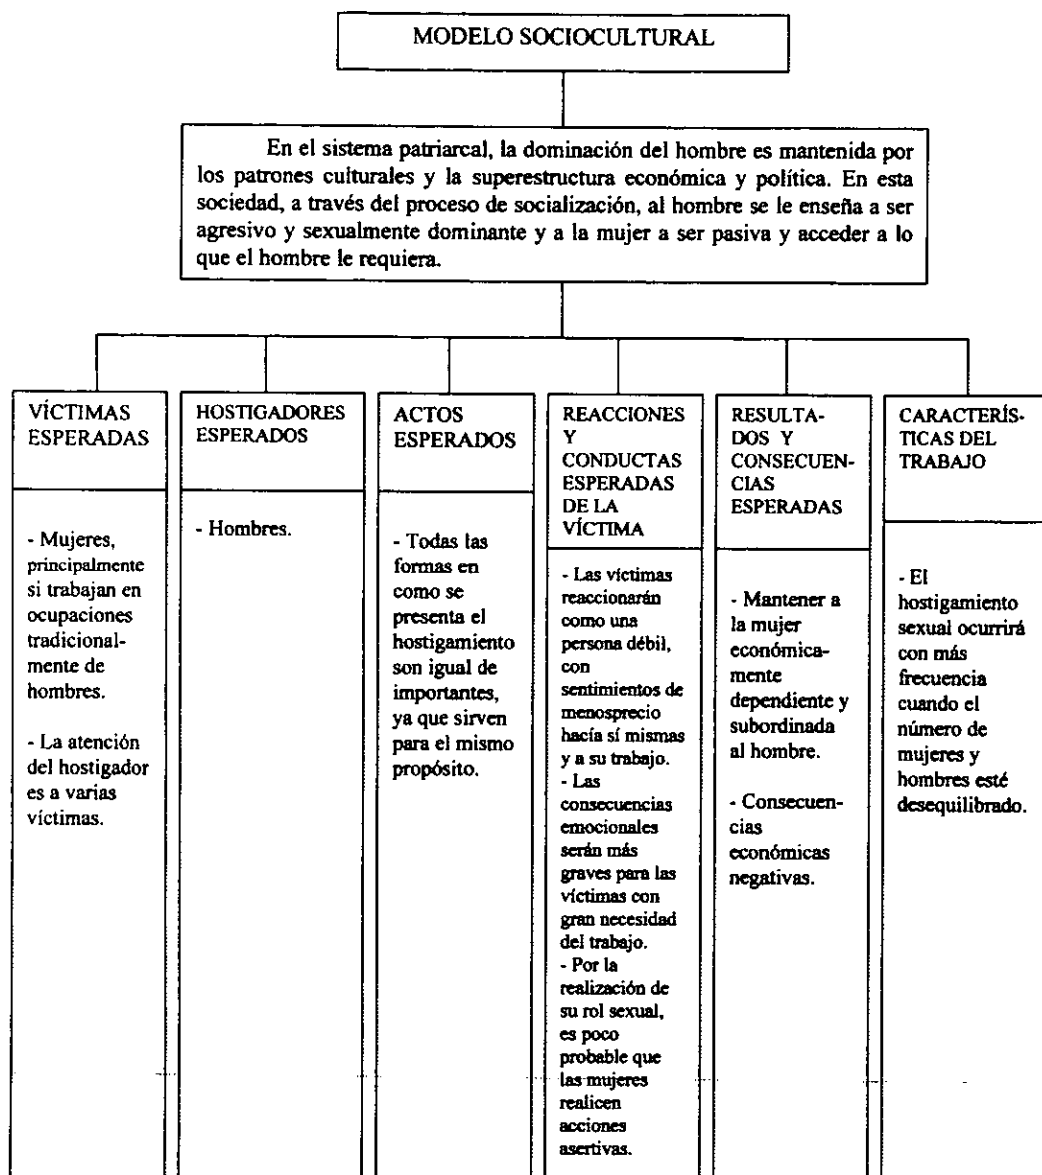 MODELO SOCIOCULTURAL
En el sistema patriarcal, la dominación del hombre es mantenida por
los patrones culturales y la superestructura económica y política. En esta
sociedad, a través del proceso de socialización, al hombre se le enseña a ser
agresivo y sexualmente dominante y a la mujer a ser pasiva y acceder a lo
que el hombre le requiera.
VÍCTIMAS
ESPERADAS
- Mujeres,
principalmente
si trabajan en
ocupaciones
tradicional-
mente de
hombres.
- La atención
del hostigador
es a varias
víctimas.
HOSTIGADORES
ESPERADOS
- Hombres.
ACTOS
ESPERADOS
- Todas las
formas en
como se
presenta el
hostigamiento
son igual de
importantes,
ya que sirven
para el mismo
propósito.
REACCIONES
Y
CONDUCTAS
ESPERADAS
DE LA
VÍCTIMA
- Las víctimas
reaccionarán
como una
persona débil,
con
sentimientos de
menosprecio
hacía sí mismas
y a su trabajo.
- Las
consecuencias
emocionales
serán más
graves para las
víctimas con
gran necesidad
del trabajo.
- Por la
realización de
su rol sexual,
es poco
probable que
las mujeres
realicen
acciones
asertivas.
RESULTA-
DOS Y
CONSECUEN-
CIAS
ESPERADAS
- Mantener a
la mujer
económica-
mente
dependiente y
subordinada
al hombre.
- Consecuen-
cias
económicas
negativas.
CARACTERÍS-
TICAS DEL
TRABAJO
- El
hostigamiento
sexual ocurrirá
con más
frecuencia
cuando el
número de
mujeres y
hombres esté
desequilibrado.